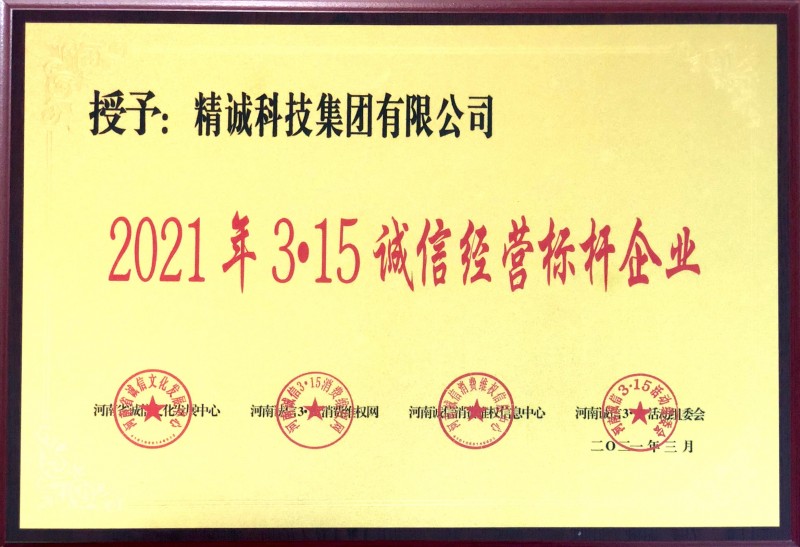 授予：精诚科技集团有限公司
2021年3·15诚信经营标杆企业
河南省诚信文化发展中心 河南诚信3·15消费维权网 河南诚信消费维权信息中心 河南诚信3·15活动组委会
二〇二一年三月